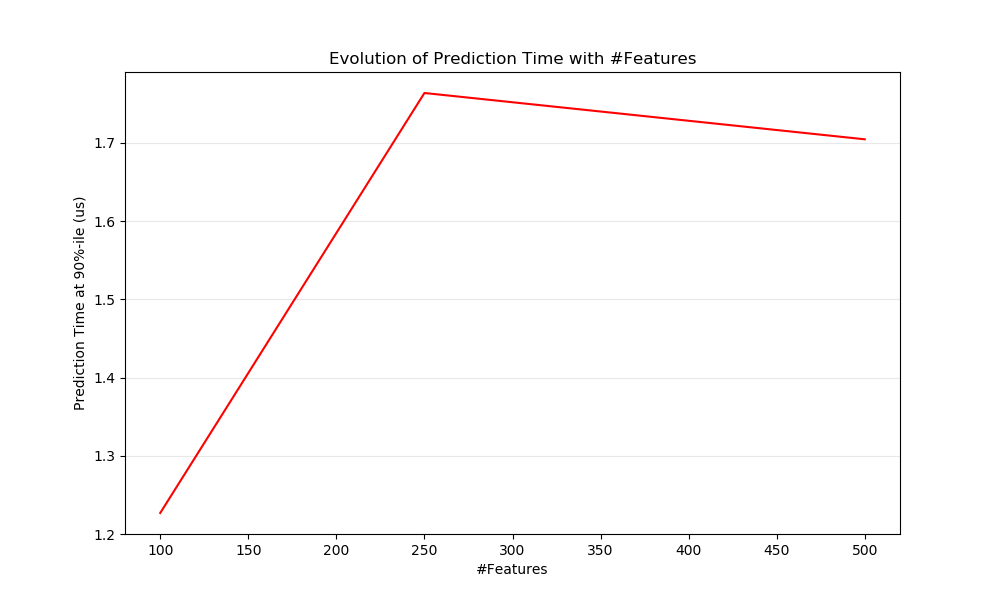 Evolution of Prediction Time with #Features
Prediction Time at 90%-ile (us)
1.7
1.6
1.5
1.4
1.3
1.2
100 150 200 250 300 350 400 450 500
#Features